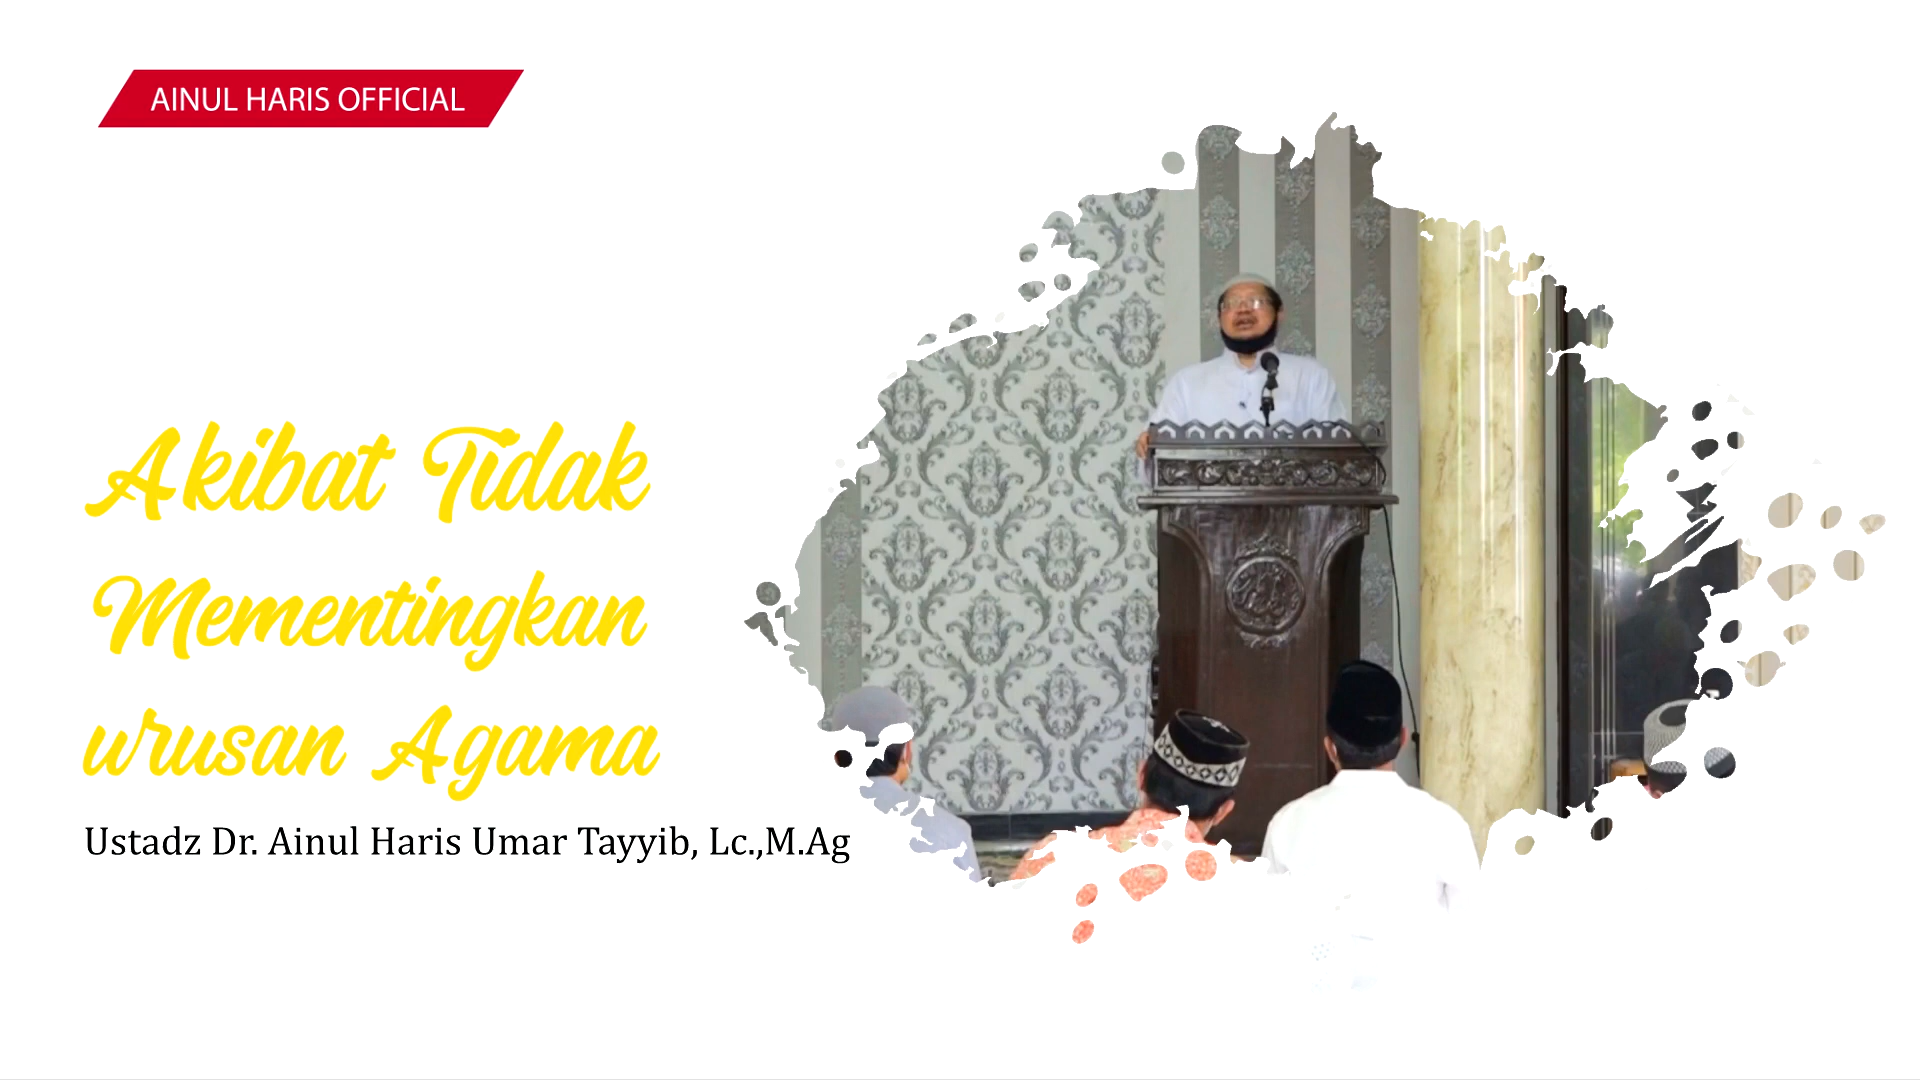 AINUL HARIS OFFICIAL
Akibat Tidak
Mementingkan
urusan Agama
Ustadz Dr. Ainul Haris Umar Tayyib, Lc.,M.Ag